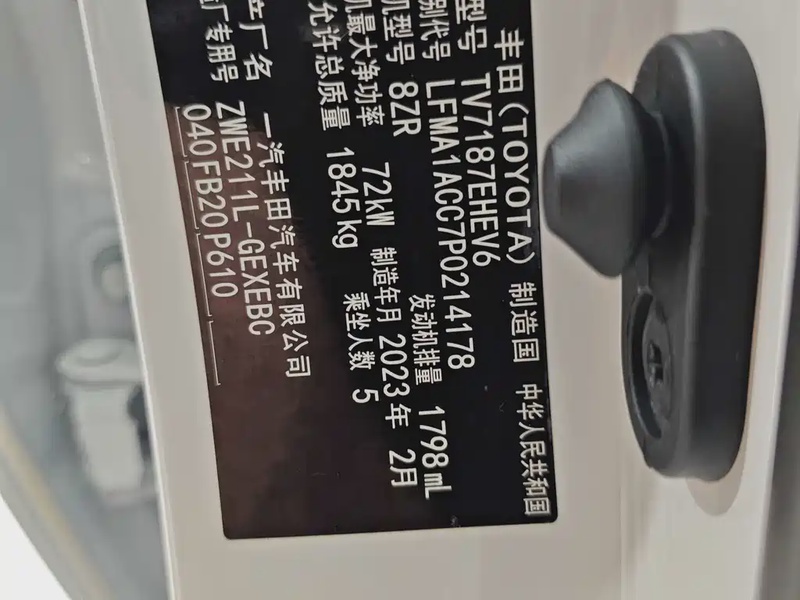 丰田(TOYOTA) 制造国 中华人民共和国
型号 TV7187EHEV6
别代号 LFMA1ACC7P0214178
机型号 8ZR 发动机排量 1798 mL
机最大净功率 72kW 制造年月 2023年 2月
允许总质量 1845kg 乘坐人数 5
产厂名 一汽丰田汽车有限公司
厂专用号 ZWE211L-GEXEBC
040FB20P610